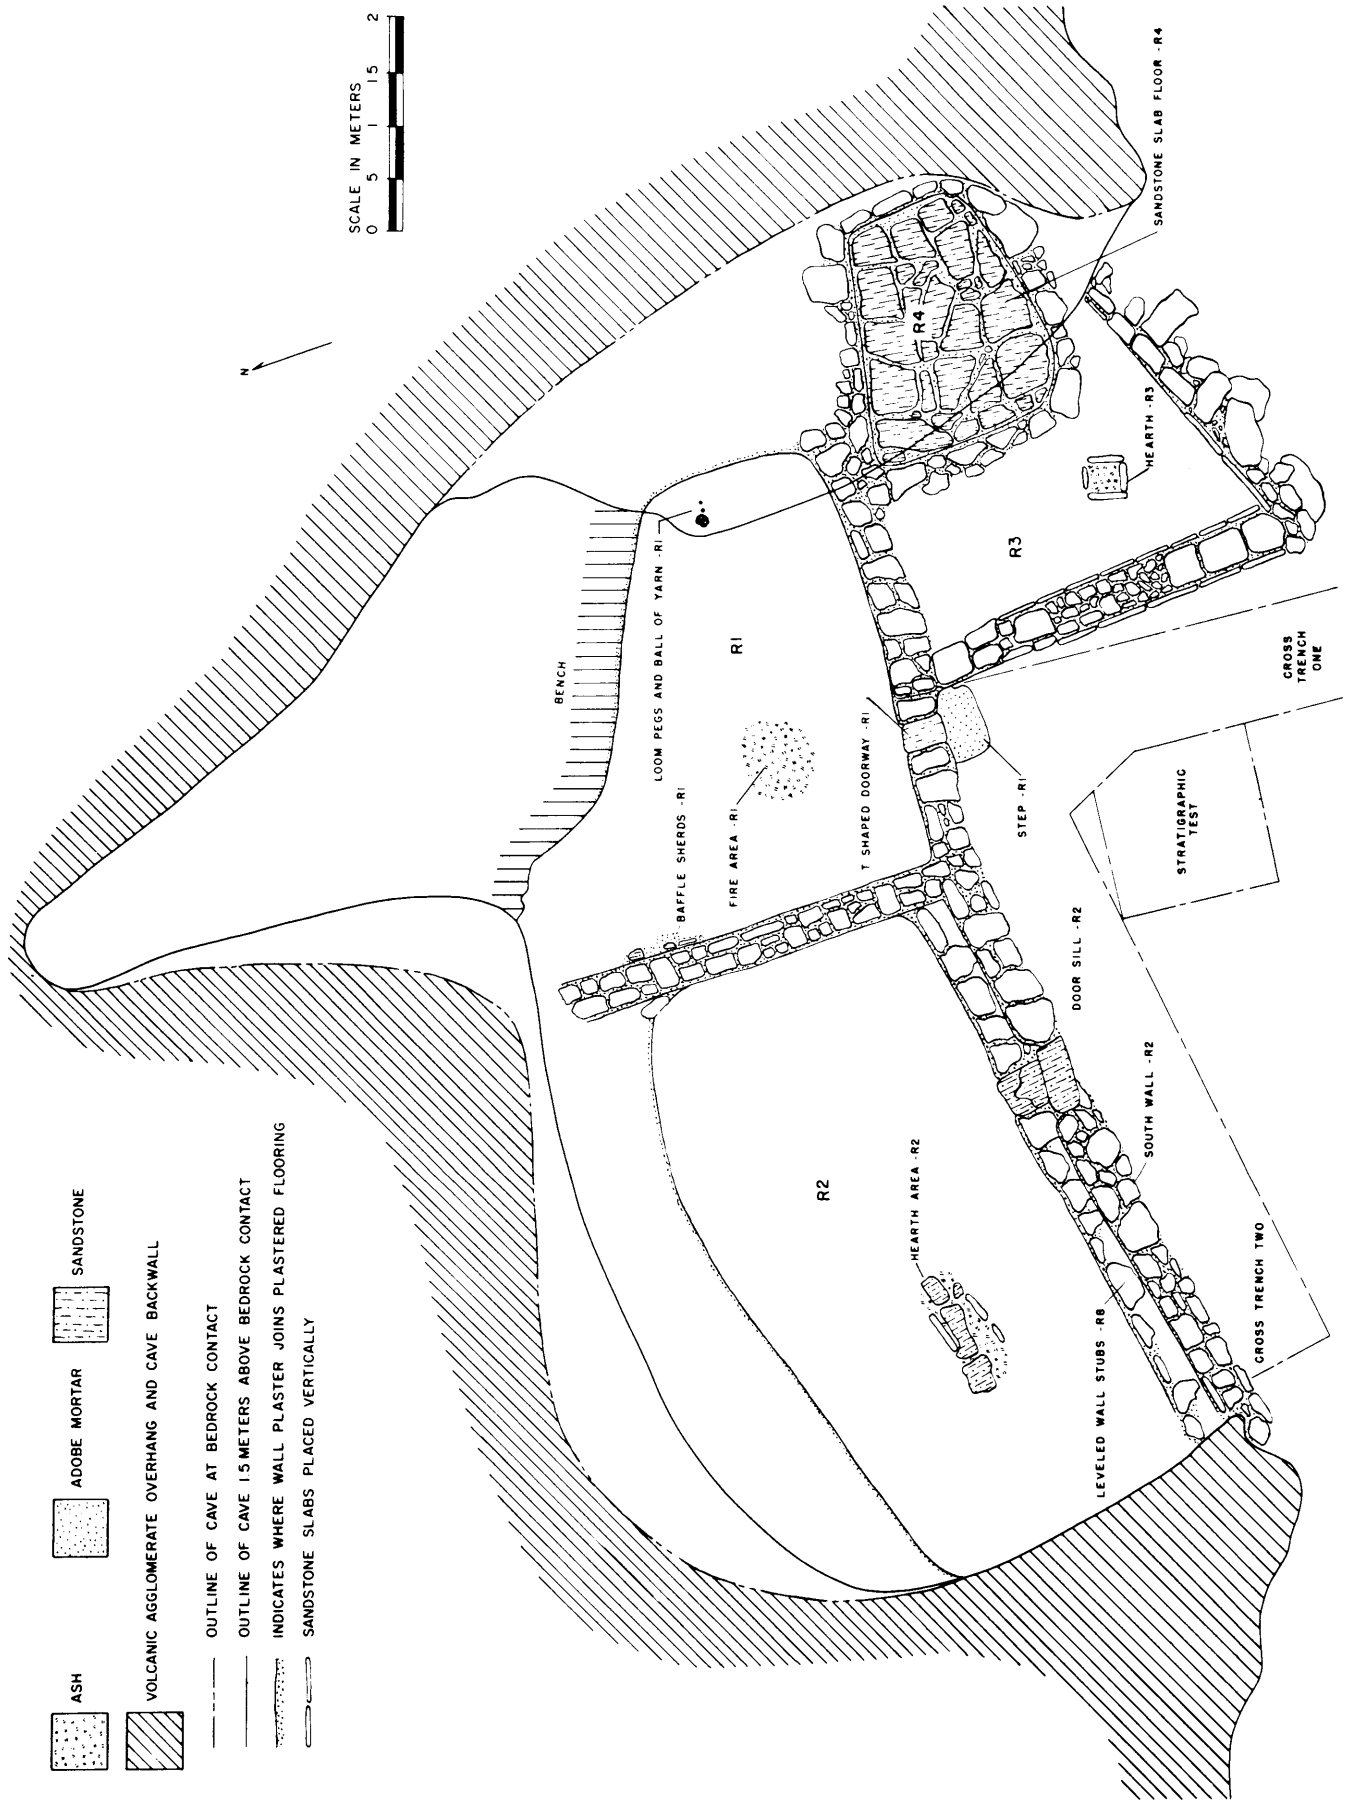 ASH
ADOBE MORTAR
SANDSTONE
VOLCANIC AGGLOMERATE OVERHANG AND CAVE BACKWALL
OUTLINE OF CAVE AT BEDROCK CONTACT
OUTLINE OF CAVE 1.5 METERS ABOVE BEDROCK CONTACT
INDICATES WHERE WALL PLASTER JOINS PLASTERED FLOORING
SANDSTONE SLABS PLACED VERTICALLY
SCALE IN METERS
0 5 1 15 2
N
BENCH
LOOM PEGS AND BALL OF YARN -R1
BAFFLE SHERDS -R1
FIRE AREA -R1
R1
T SHAPED DOORWAY -R1
R2
HEARTH AREA -R2
R4
R3
STEP -R1
DOOR SILL -R2
HEARTH -R3
SANDSTONE SLAB FLOOR -R4
SOUTH WALL -R2
LEVELED WALL STUBS -R8
STRATIGRAPHIC
TEST
CROSS TRENCH TWO
CROSS
TRENCH
ONE